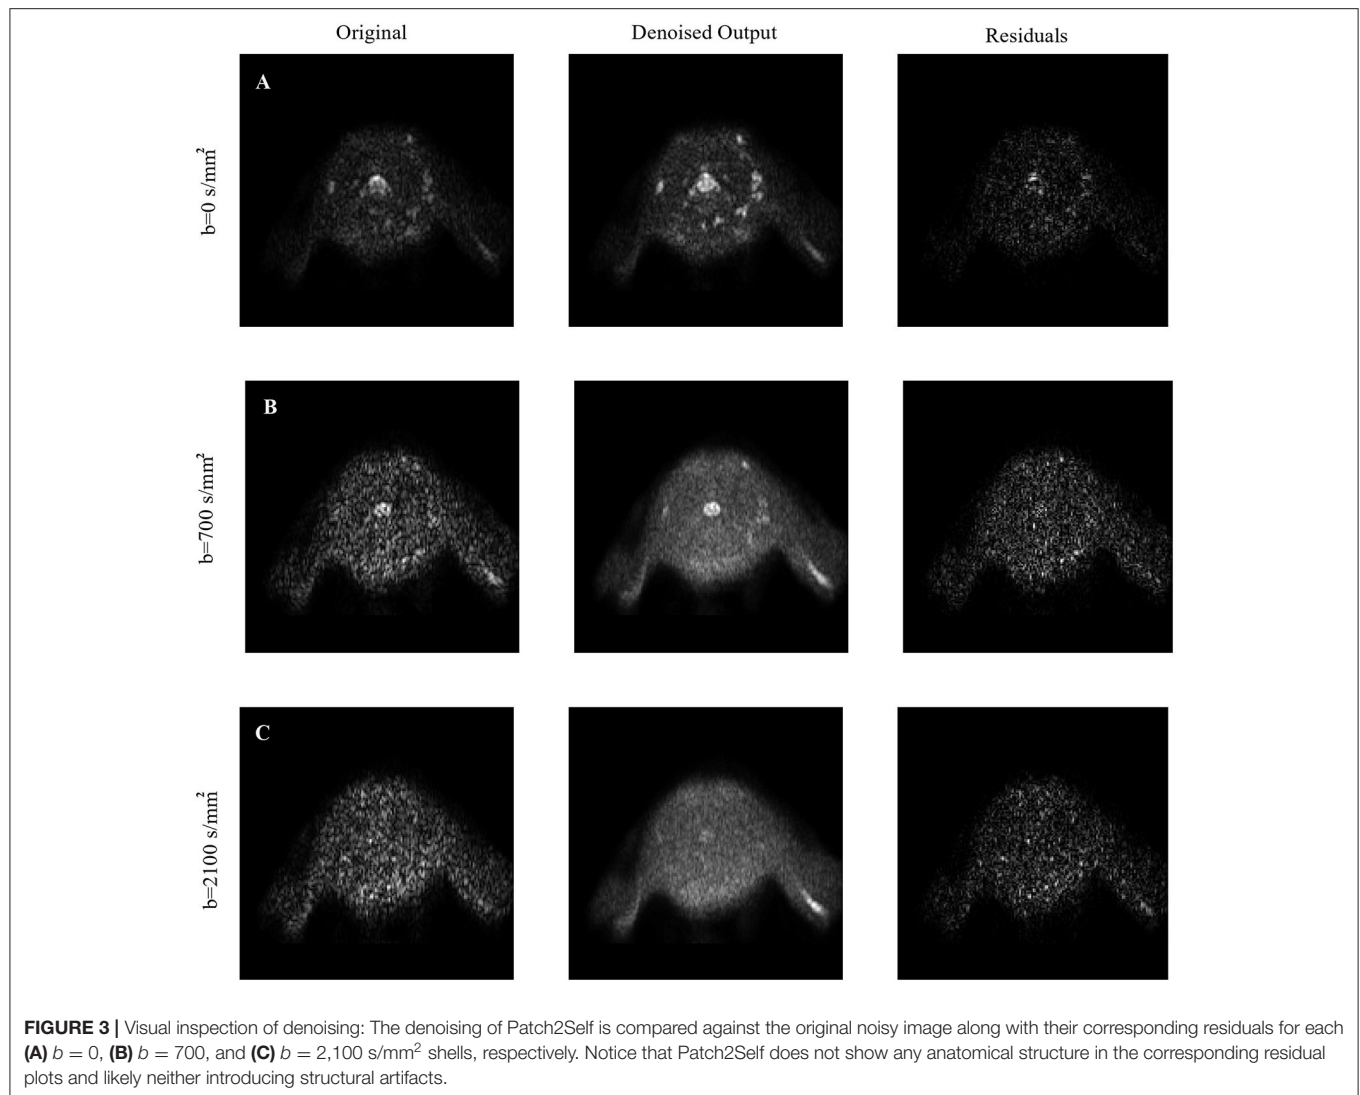 Original Denoised Output Residuals
A
b=0 s/mm²
B
b=700 s/mm²
C
b=2100 s/mm²
FIGURE 3 | Visual inspection of denoising: The denoising of Patch2Self is compared against the original noisy image along with their corresponding residuals for each
(A) b = 0, (B) b = 700, and (C) b = 2,100 s/mm² shells, respectively. Notice that Patch2Self does not show any anatomical structure in the corresponding residual
plots and likely neither introducing structural artifacts.